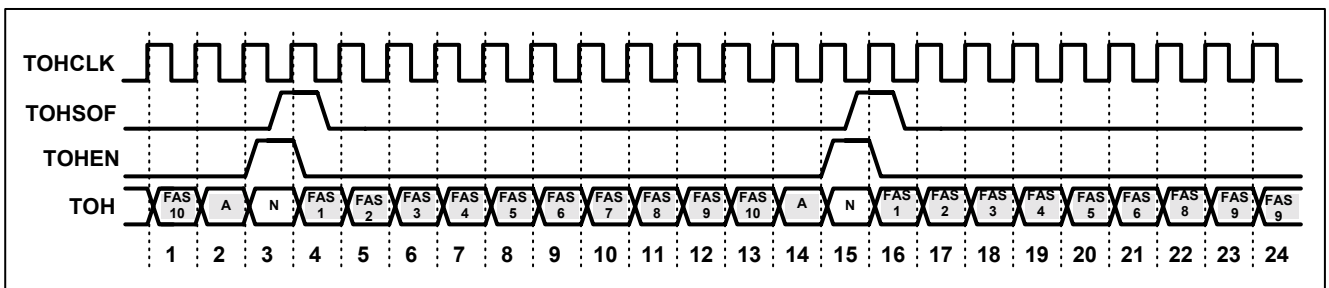 TOHCLK
TOHSOF
TOHEN
TOH FAS 10 A N FAS 1 FAS 2 FAS 3 FAS 4 FAS 5 FAS 6 FAS 7 FAS 8 FAS 9 FAS 10 A N FAS 1 FAS 2 FAS 3 FAS 4 FAS 5 FAS 6 FAS 8 FAS 9 FAS 9
1 2 3 4 5 6 7 8 9 10 11 12 13 14 15 16 17 18 19 20 21 22 23 24